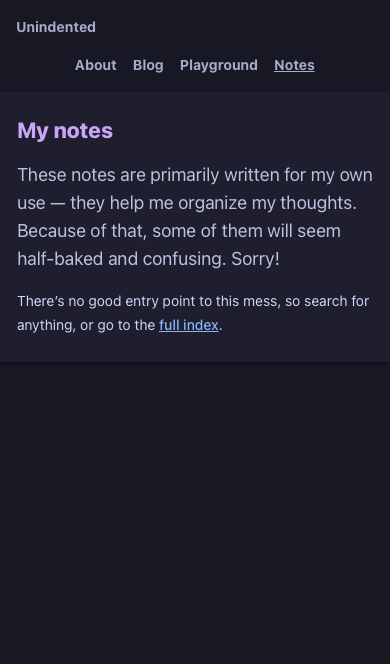 Unindented
About Blog Playground Notes
My notes
These notes are primarily written for my own
use — they help me organize my thoughts.
Because of that, some of them will seem
half-baked and confusing. Sorry!
There’s no good entry point to this mess, so search for
anything, or go to the full index.